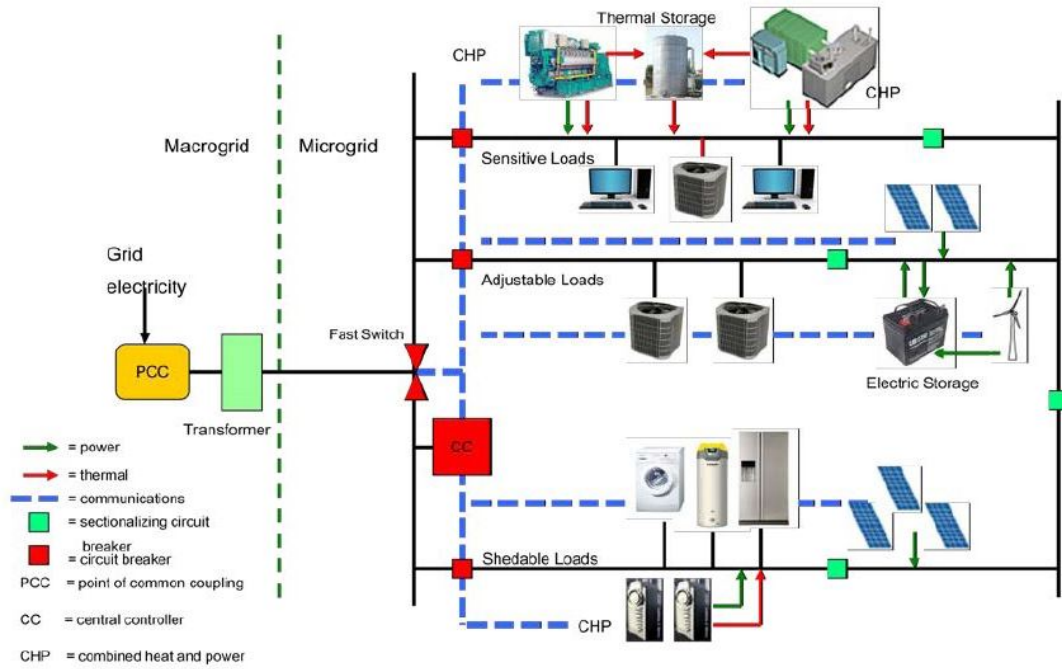 Thermal Storage
CHP
CHP
Macrogrid
Microgrid
Sensitive Loads
Grid
electricity
Adjustable Loads
Fast Switch
PCC
Electric Storage
Transformer
CC
= power
= thermal
= communications
= sectionalizing circuit
breaker
= circuit breaker
Shedable Loads
PCC = point of common coupling
CC = central controller
CHP
CHP = combined heat and power